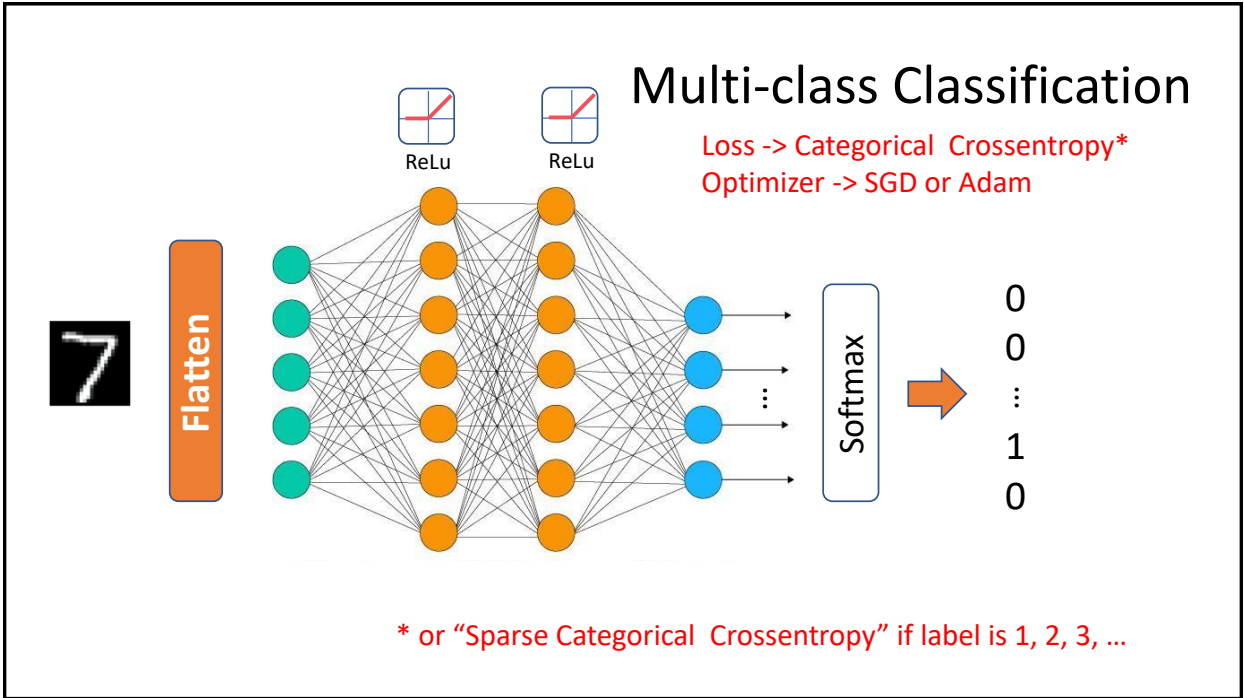 Multi-class Classification
Loss -> Categorical  Crossentropy*
Optimizer -> SGD or Adam
ReLu
ReLu
7
Flatten
⋮
Softmax
0
0
⋮
1
0
* or “Sparse Categorical  Crossentropy” if label is 1, 2, 3, …